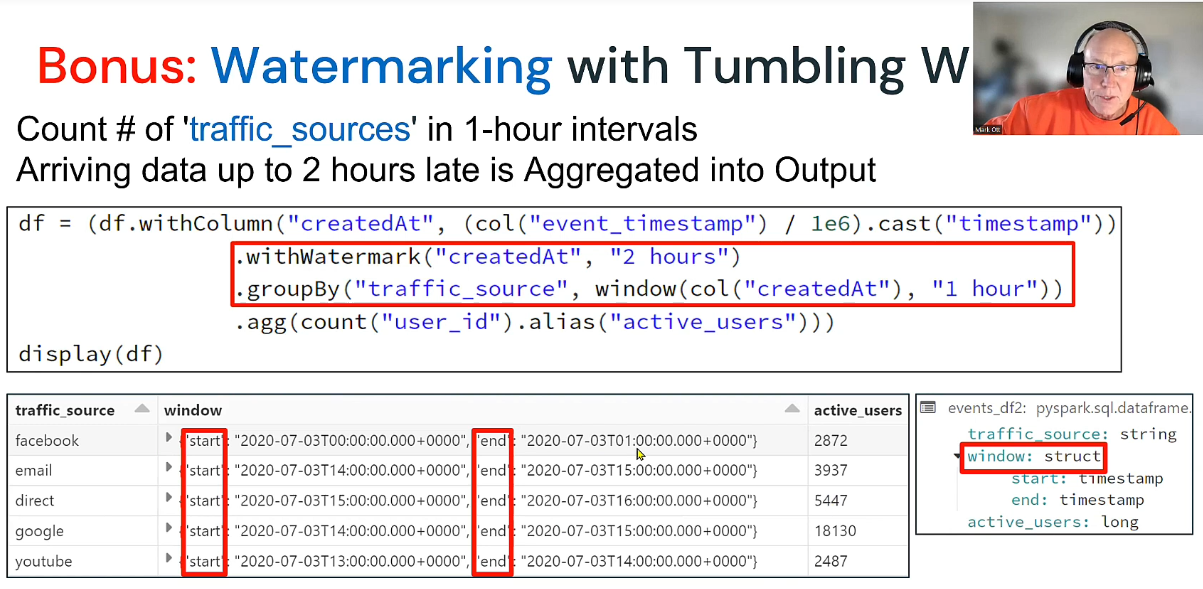 Bonus: Watermarking with Tumbling W
Mark Ott
Count # of 'traffic_sources' in 1-hour intervals
Arriving data up to 2 hours late is Aggregated into Output
df = (df.withColumn("createdAt", (col("event_timestamp") / 1e6).cast("timestamp"))
.withWatermark("createdAt", "2 hours")
.groupBy("traffic_source", window(col("createdAt"), "1 hour"))
.agg(count("user_id").alias("active_users")))
display(df)
traffic_source window active_users
facebook {"start": "2020-07-03T00:00:00.000+0000", "end": "2020-07-03T01:00:00.000+0000"} 2872
email {"start": "2020-07-03T14:00:00.000+0000", "end": "2020-07-03T15:00:00.000+0000"} 3937
direct {"start": "2020-07-03T15:00:00.000+0000", "end": "2020-07-03T16:00:00.000+0000"} 5447
google {"start": "2020-07-03T14:00:00.000+0000", "end": "2020-07-03T15:00:00.000+0000"} 18130
youtube {"start": "2020-07-03T13:00:00.000+0000", "end": "2020-07-03T14:00:00.000+0000"} 2487
events_df2: pyspark.sql.dataframe.
traffic_source: string
window: struct
start: timestamp
end: timestamp
active_users: long